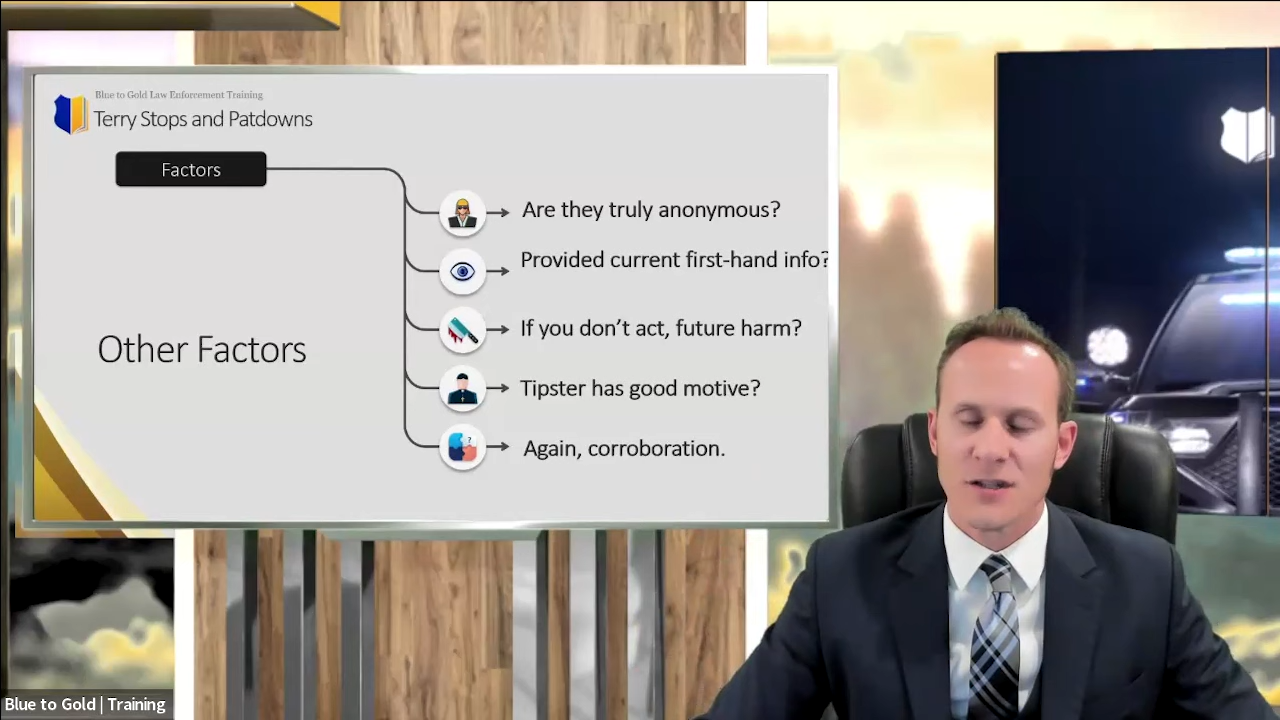 Blue to Gold Law Enforcement Training
Terry Stops and Patdowns
Factors
Are they truly anonymous?
Provided current first-hand info?
If you don't act, future harm?
Other Factors
Tipster has good motive?
?
Again, corroboration.
Blue to Gold | Training